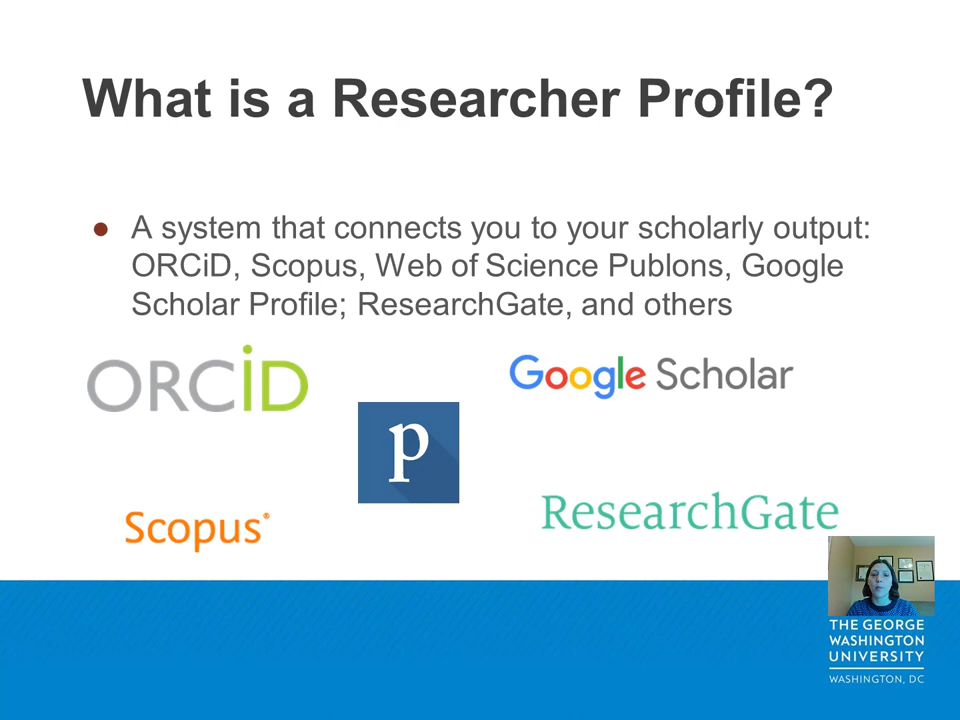 What is a Researcher Profile?
● A system that connects you to your scholarly output:
ORCiD, Scopus, Web of Science Publons, Google
Scholar Profile; ResearchGate, and others
ORCiD
Google Scholar
p
Scopus®
ResearchGate
THE GEORGE
WASHINGTON
UNIVERSITY
WASHINGTON, DC